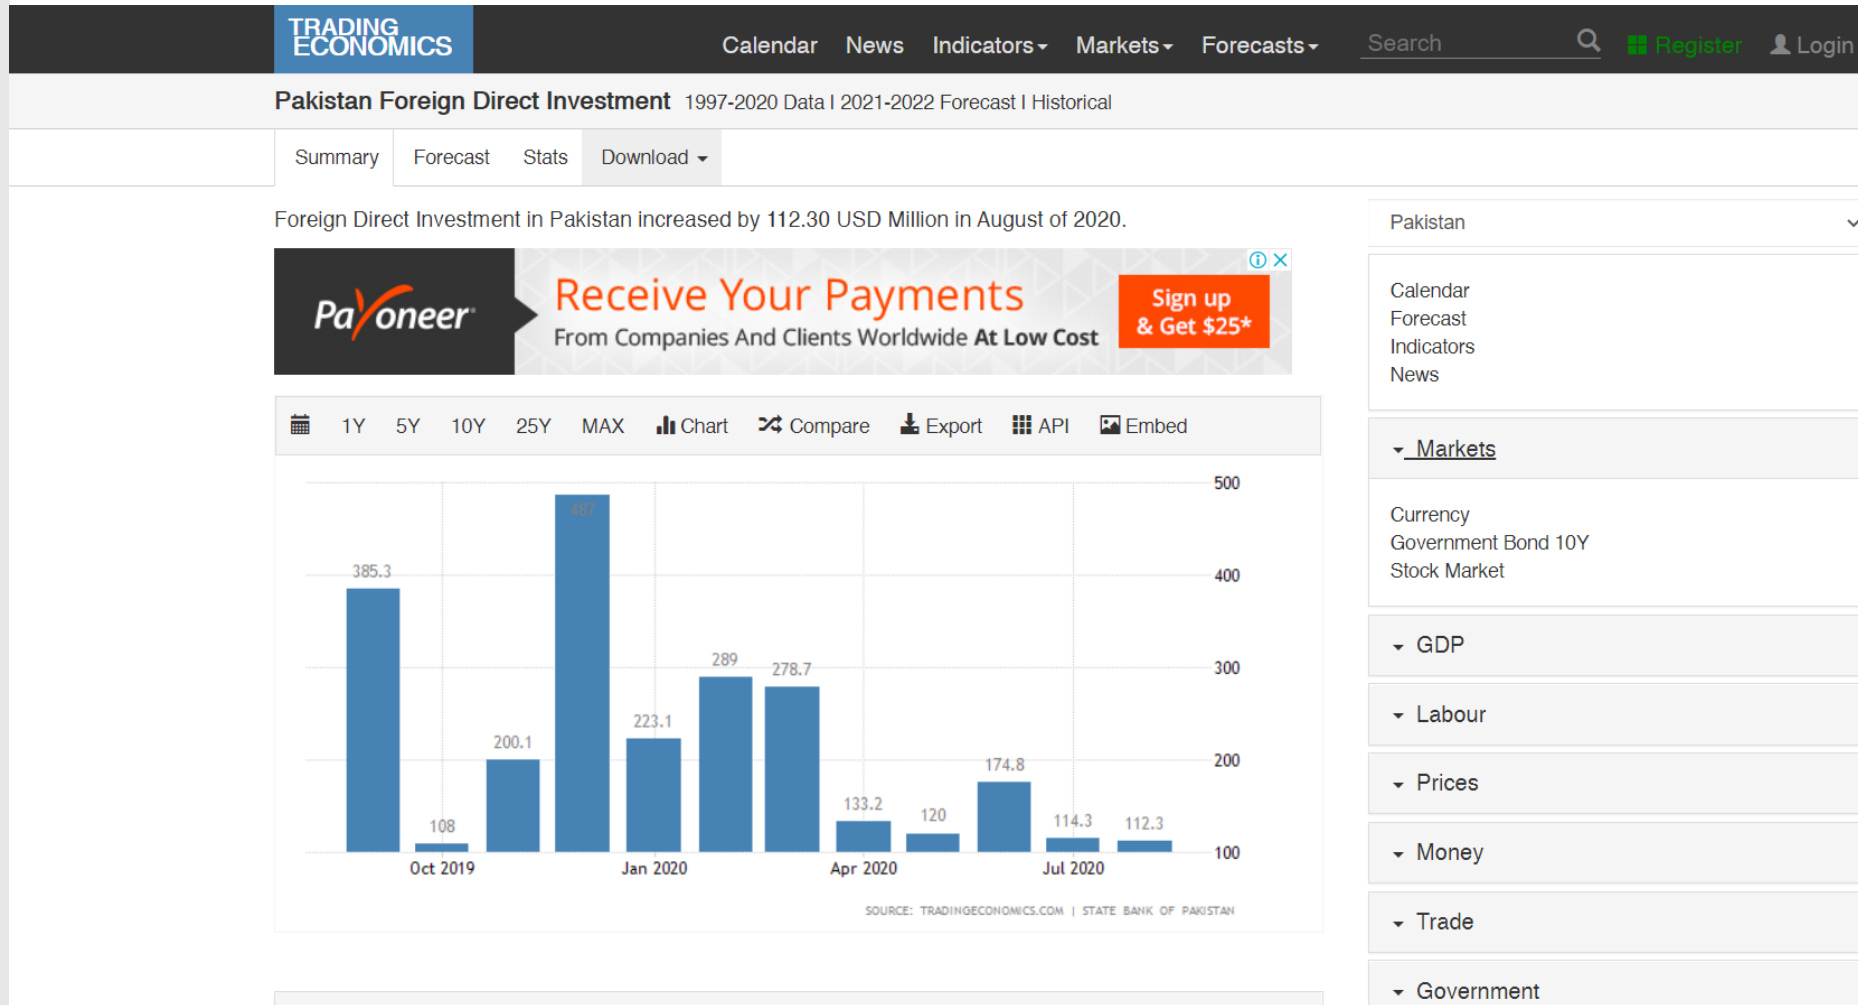 TRADING
ECONOMICS
Calendar News Indicators Markets Forecasts Search Register Login
Pakistan Foreign Direct Investment 1997-2020 Data | 2021-2022 Forecast | Historical
Summary Forecast Stats Download
Foreign Direct Investment in Pakistan increased by 112.30 USD Million in August of 2020.
Payoneer
Receive Your Payments
From Companies And Clients Worldwide At Low Cost
Sign up
& Get $25*
1Y 5Y 10Y 25Y MAX Chart Compare Export API Embed
500
487
400
385.3
300
289
278.7
223.1
200.1
200
174.8
133.2
120
114.3
112.3
108
100
Oct 2019 Jan 2020 Apr 2020 Jul 2020
SOURCE: TRADINGECONOMICS.COM | STATE BANK OF PAKISTAN
Pakistan
Calendar
Forecast
Indicators
News
Markets
Currency
Government Bond 10Y
Stock Market
GDP
Labour
Prices
Money
Trade
Government